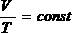 V/T = const